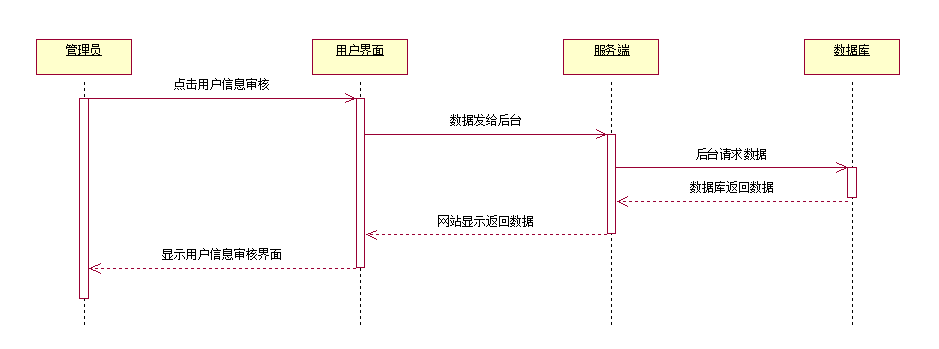 管理员
用户界面
服务端
数据库
点击用户信息审核
数据发给后台
后台请求数据
数据库返回数据
网站显示返回数据
显示用户信息审核界面